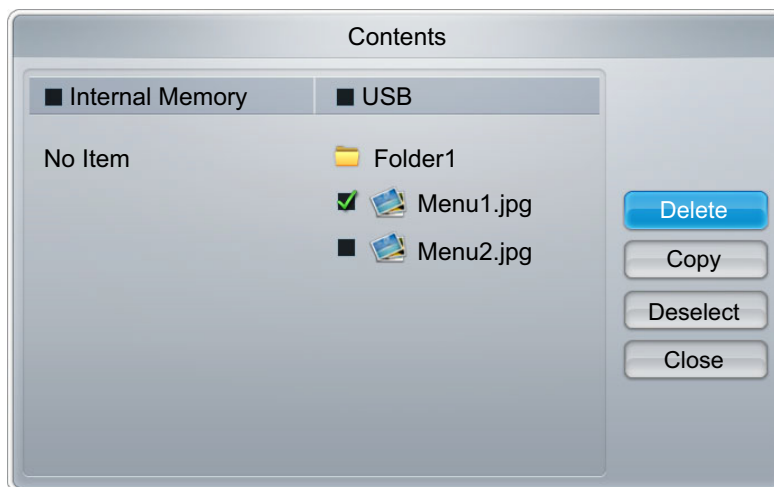 Contents
Internal Memory USB
No Item Folder1
Menu1.jpg
Menu2.jpg
Delete
Copy
Deselect
Close